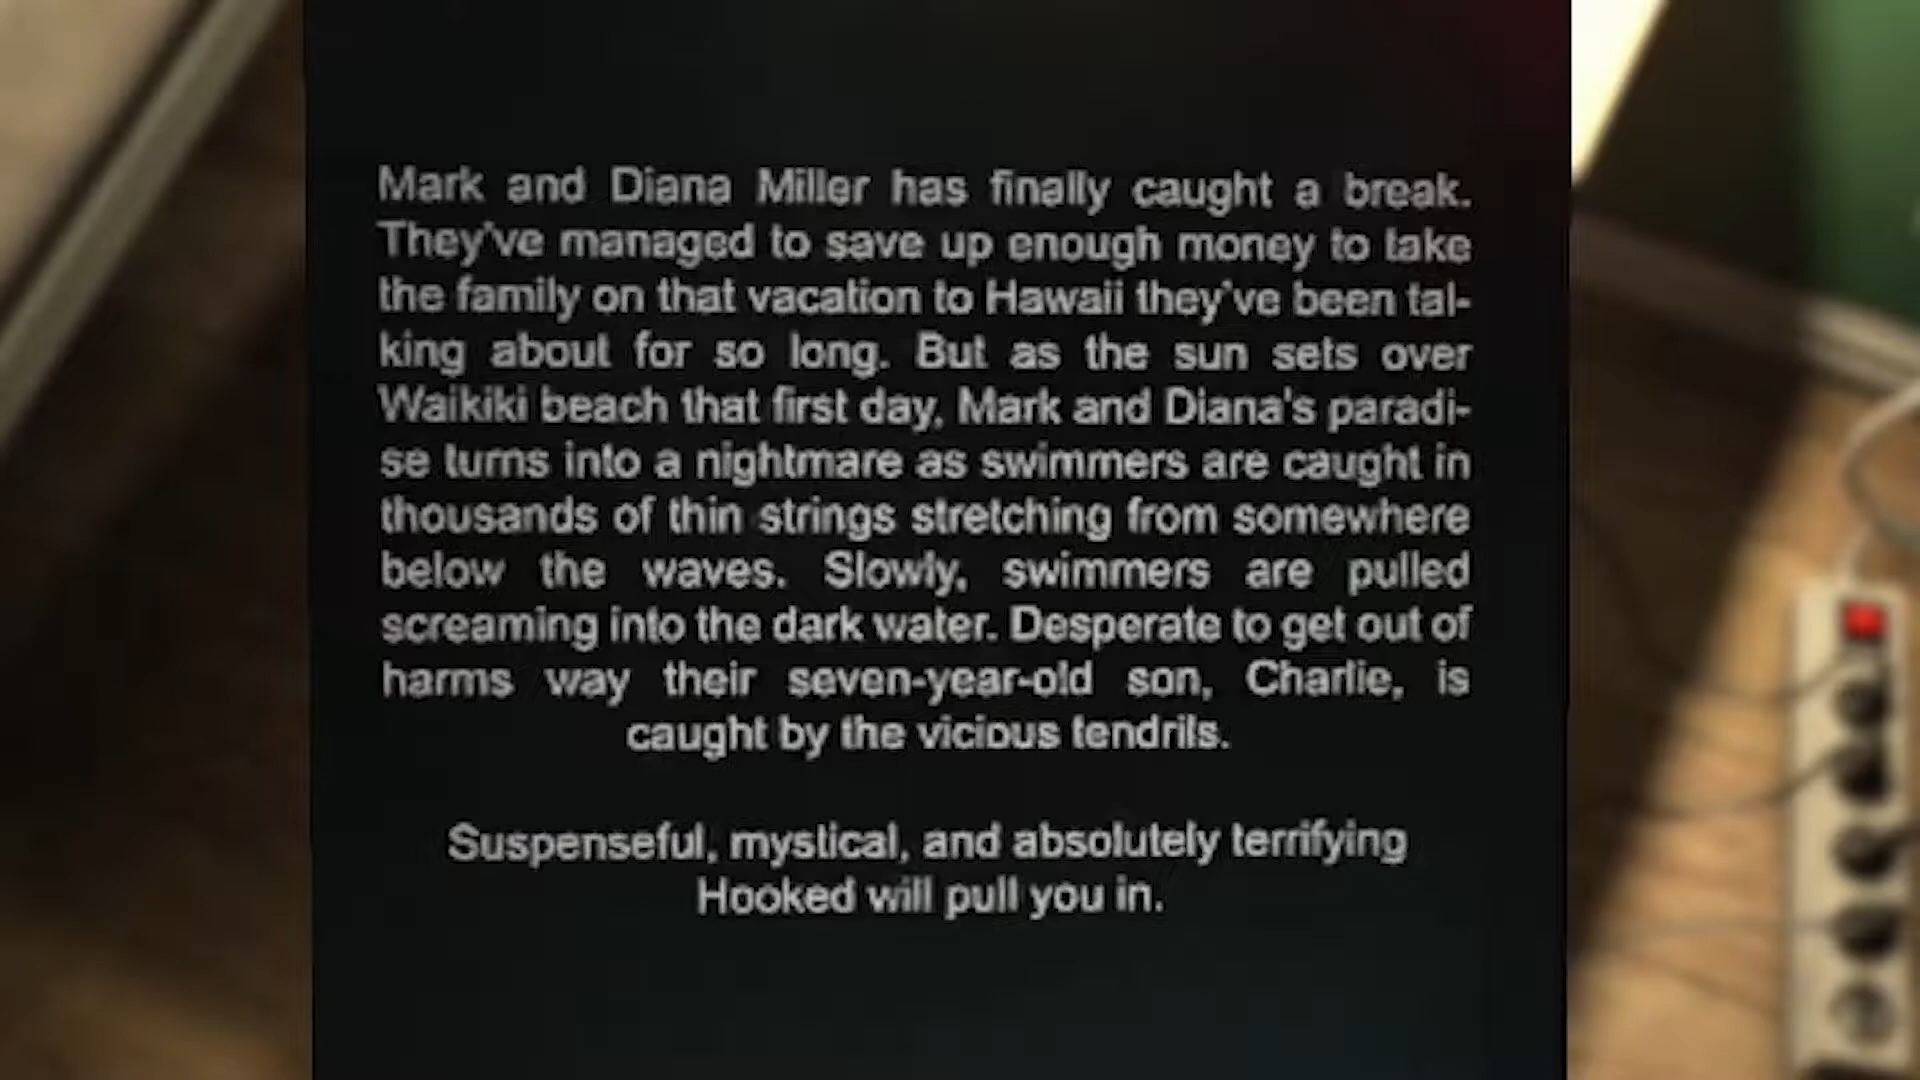 Mark and Diana Miller has finally caught a break.
They've managed to save up enough money to take
the family on that vacation to Hawaii they've been tal-
king about for so long. But as the sun sets over
Waikiki beach that first day, Mark and Diana's paradi-
se turns into a nightmare as swimmers are caught in
thousands of thin strings stretching from somewhere
below the waves. Slowly, swimmers are pulled
screaming into the dark water. Desperate to get out of
harms way their seven-year-old son, Charlie, is
caught by the vicious tendrils.
Suspenseful, mystical, and absolutely terrifying
Hooked will pull you in.